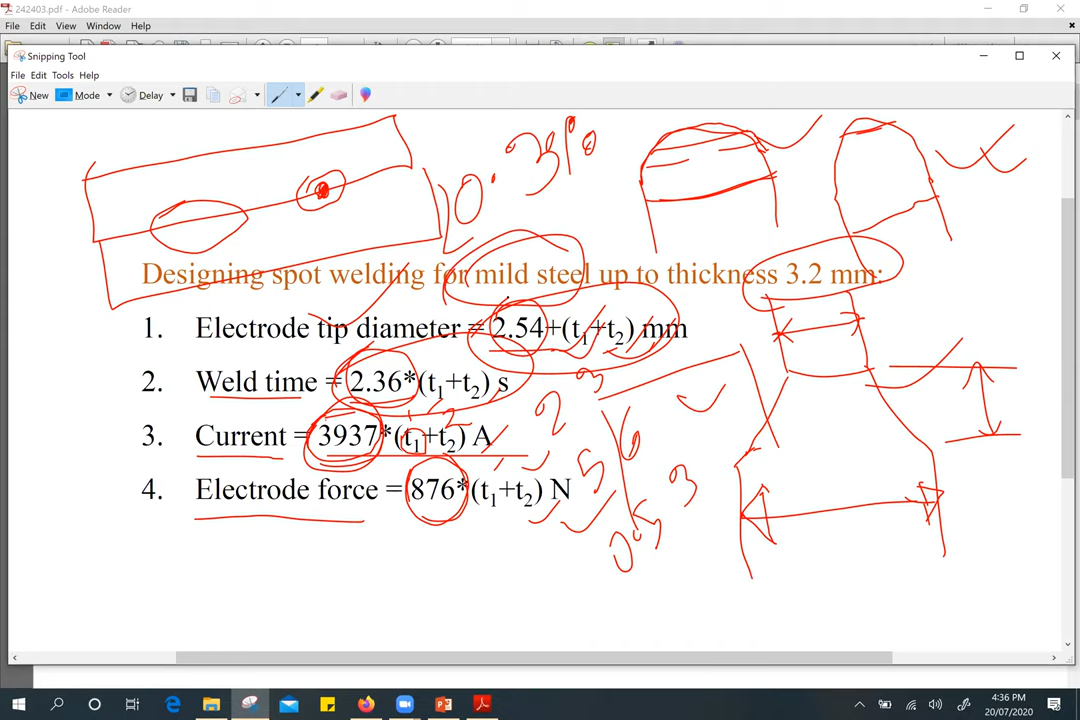 242403.pdf - Adobe Reader
File Edit View Window Help
Snipping Tool
File Edit Tools Help
New Mode Delay
0.3%
Designing spot welding for mild steel up to thickness 3.2 mm:
1. Electrode tip diameter = 2.54+(t1+t2) mm
2. Weld time = 2.36*(t1+t2) s
3. Current = 3937*(t1+t2) A
4. Electrode force = 876*(t1+t2) N
4:36 PM
20/07/2020